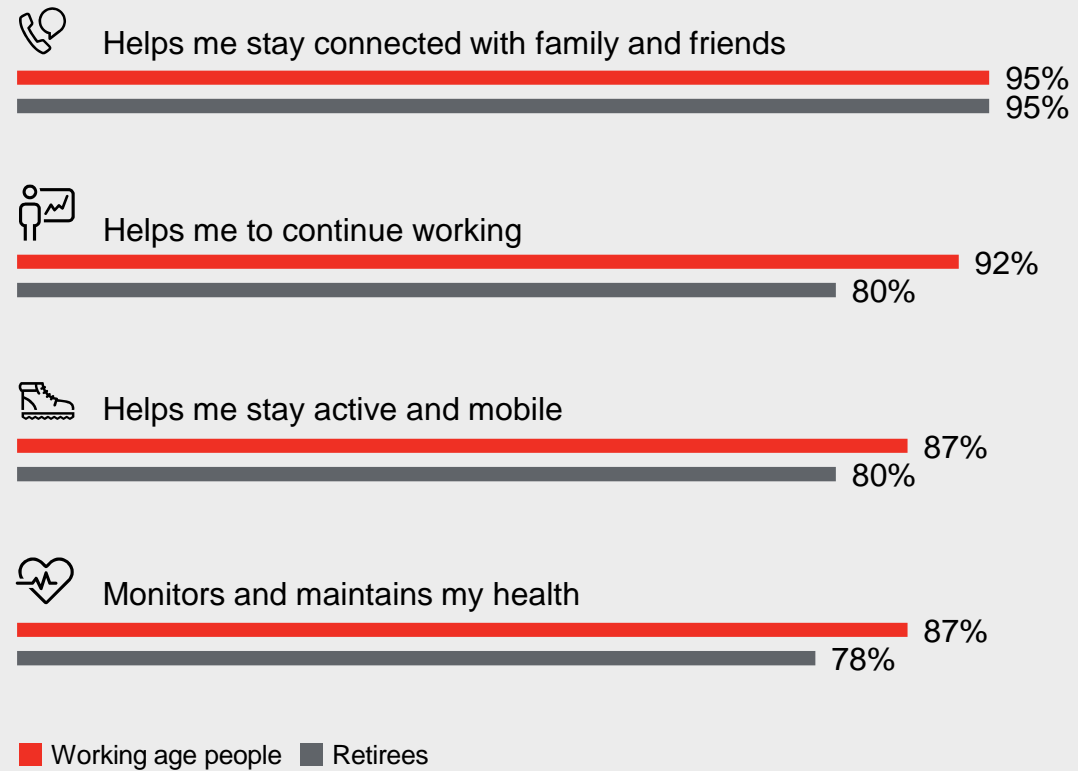 Helps me stay connected with family and friends
95%
95%
Helps me to continue working
92%
80%
Helps me stay active and mobile
87%
80%
Monitors and maintains my health
87%
78%
Working age people Retirees